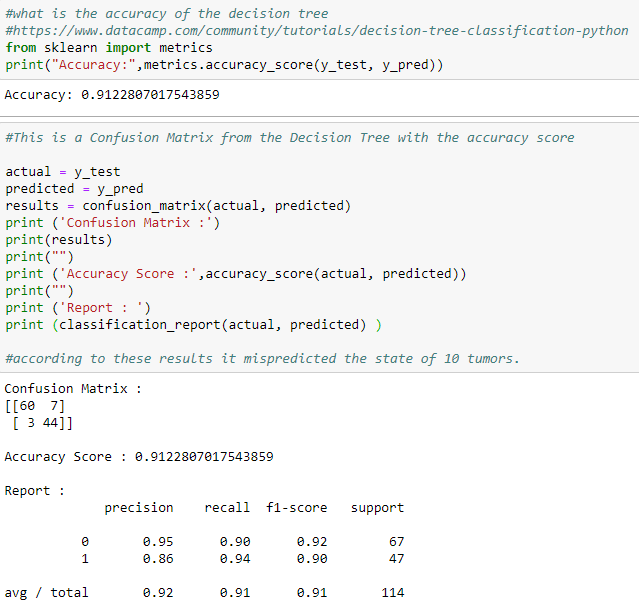 #what is the accuracy of the decision tree
#https://www.datacamp.com/community/tutorials/decision-tree-classification-python
from sklearn import metrics
print("Accuracy:",metrics.accuracy_score(y_test, y_pred))
Accuracy: 0.9122807017543859
#This is a Confusion Matrix from the Decision Tree with the accuracy score
actual = y_test
predicted = y_pred
results = confusion_matrix(actual, predicted)
print ('Confusion Matrix :')
print(results)
print("")
print ('Accuracy Score :',accuracy_score(actual, predicted))
print("")
print ('Report : ')
print (classification_report(actual, predicted) )
#according to these results it mispredicted the state of 10 tumors.
Confusion Matrix :
[[60  7]
 [ 3 44]]
Accuracy Score : 0.9122807017543859
Report :
             precision    recall  f1-score   support
          0       0.95      0.90      0.92        67
          1       0.86      0.94      0.90        47
avg / total       0.92      0.91      0.91       114